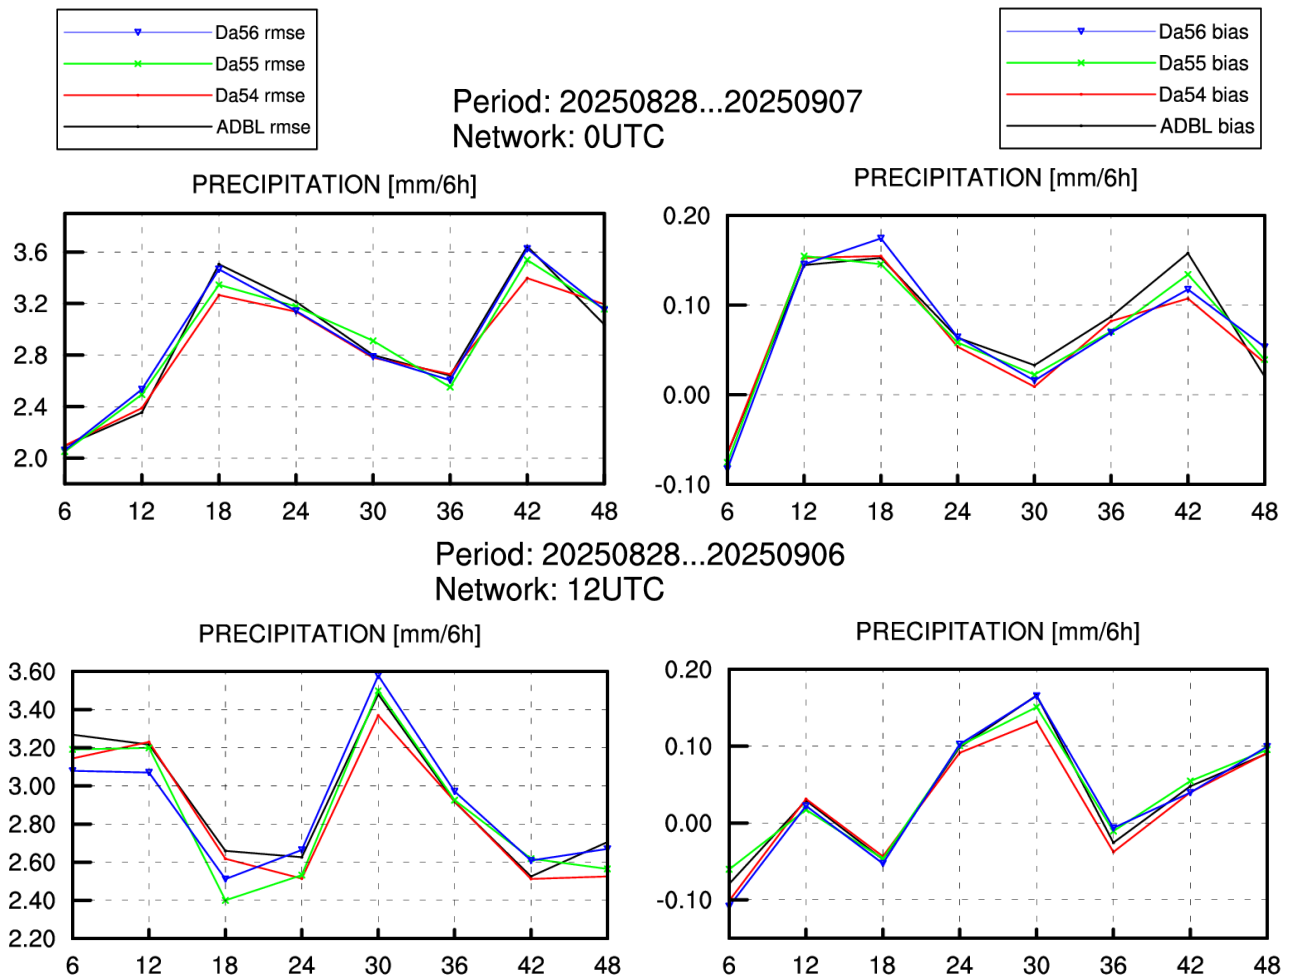 Da56 rmse
Da55 rmse
Da54 rmse
ADBL rmse
Da56 bias
Da55 bias
Da54 bias
ADBL bias
Period: 20250828...20250907
Network: 0UTC
PRECIPITATION [mm/6h]
3.6
3.2
2.8
2.4
2.0
6 12 18 24 30 36 42 48
PRECIPITATION [mm/6h]
0.20
0.10
0.00
-0.10
6 12 18 24 30 36 42 48
Period: 20250828...20250906
Network: 12UTC
PRECIPITATION [mm/6h]
3.60
3.40
3.20
3.00
2.80
2.60
2.40
2.20
6 12 18 24 30 36 42 48
PRECIPITATION [mm/6h]
0.20
0.10
0.00
-0.10
6 12 18 24 30 36 42 48